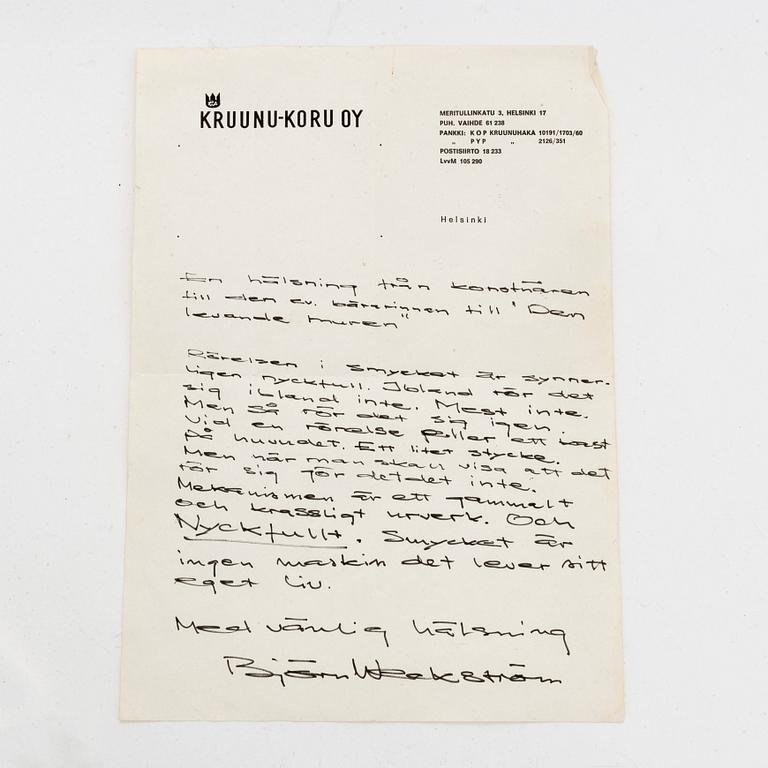 KRUUNU-KORU OY
MERITULLINKATU 3, HELSINKI 17
PUH. VAIHDE 61 238
PANKKI: KOP KRUUNUHAKA 10191/1703/60
„ PYP „ 2126/351
POSTISIIRTO 18 233
LvvM 105 290
Helsinki
En hälsning från konstnären
till den ev. bärarinnen till "Den
levande muren"
Rörelsen i smycket är synner-
ligen nyckfull. Ibland rör det
sig ibland inte. Mest inte.
Men så rör det sig igen.
Vid en rörelse eller ett kast
på huvudet. Ett litet stycke.
Men när man skall visa att det
rör sig gör det det inte.
Mekanismen är ett gammalt
och krassligt urverk. Och
Nyckfullt. Smycket är
ingen maskin det lever sitt
eget liv.
Med vänlig hälsning
Björn Weckström